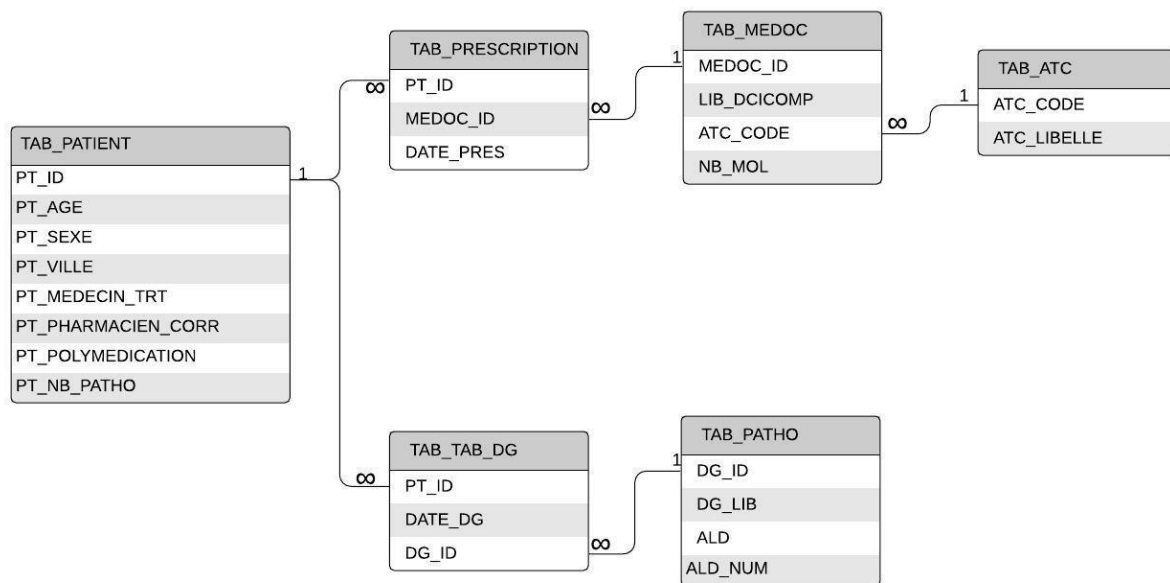 TAB_PATIENT
PT_ID
PT_AGE
PT_SEXE
PT_VILLE
PT_MEDECIN_TRT
PT_PHARMACIEN_CORR
PT_POLYMEDICATION
PT_NB_PATHO
1
∞
TAB_PRESCRIPTION
PT_ID
MEDOC_ID
DATE_PRES
∞
1
TAB_MEDOC
MEDOC_ID
LIB_DCICOMP
ATC_CODE
NB_MOL
∞
1
TAB_ATC
ATC_CODE
ATC_LIBELLE
∞
TAB_TAB_DG
PT_ID
DATE_DG
DG_ID
∞
1
TAB_PATHO
DG_ID
DG_LIB
ALD
ALD_NUM